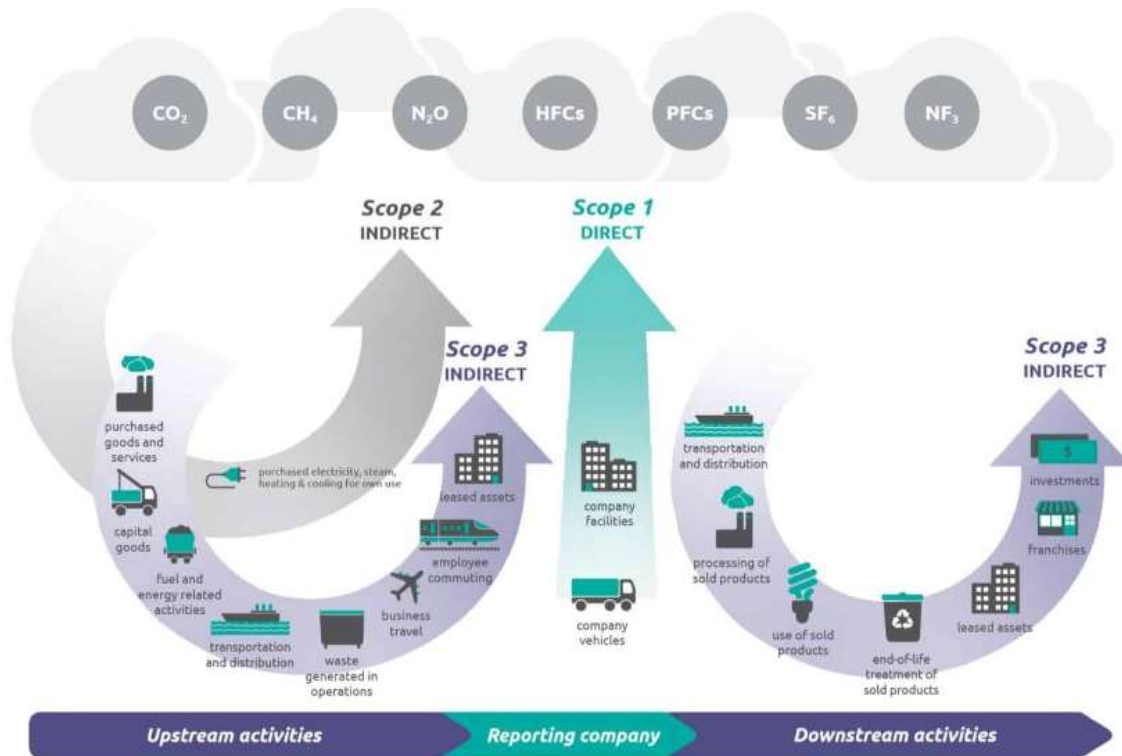 CO₂
CH₄
N₂O
HFCs
PFCs
SF₆
NF₃
Scope 2
INDIRECT
Scope 1
DIRECT
Scope 3
INDIRECT
Scope 3
INDIRECT
purchased
goods and
services
capital
goods
fuel and
energy related
activities
transportation
and distribution
waste
generated in
operations
business
travel
employee
commuting
leased assets
purchased electricity, steam,
heating & cooling for own use
company
facilities
company
vehicles
transportation
and distribution
processing of
sold products
use of sold
products
end-of-life
treatment of
sold products
leased assets
franchises
$
investments
Upstream activities
Reporting company
Downstream activities